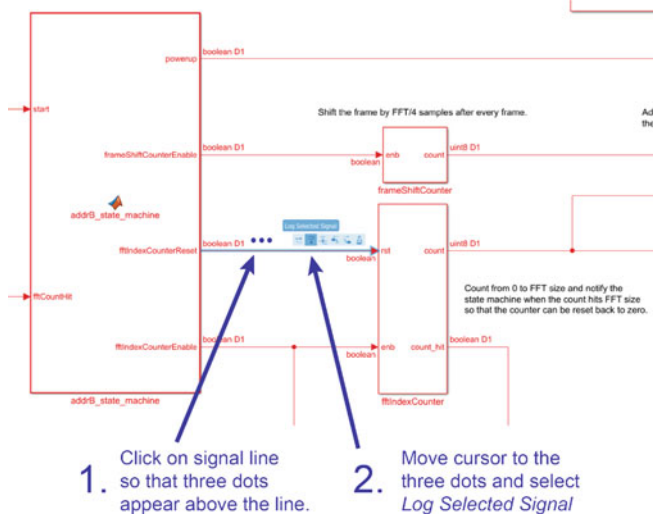 boolean D1
powerup
start
Shift the frame by FFT/4 samples after every frame.
Ad
the
boolean D1
uint8 D1
frameShiftCounterEnable
boolean
enb
count
frameShiftCounter
addrB_state_machine
Log Selected Signal
fftIndexCounterReset
boolean D1
boolean
rst
count
uint8 D1
Count from 0 to FFT size and notify the
state machine when the count hits FFT size
so that the counter can be reset back to zero.
fftCountHit
boolean D1
fftIndexCounterEnable
boolean
enb
count_hit
boolean D1
addrB_state_machine
fftIndexCounter
1. Click on signal line
so that three dots
appear above the line.
2. Move cursor to the
three dots and select
Log Selected Signal